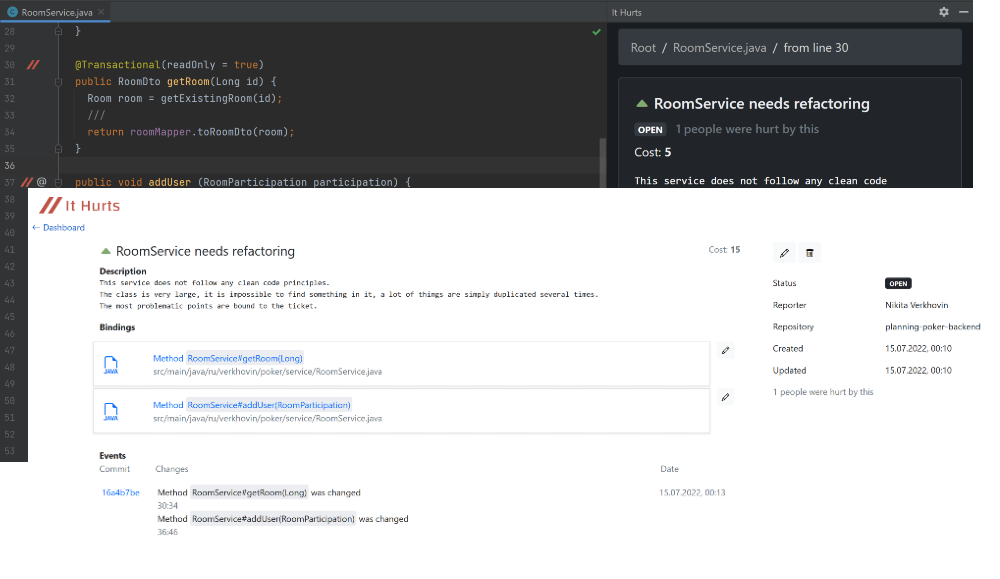 RoomService.java
It Hurts
28 }
29
30 @Transactional(readOnly = true)
31 public RoomDto getRoom(Long id) {
32 Room room = getExistingRoom(id);
33 ///
34 return roomMapper.toRoomDto(room);
35 }
36
37 @ public void addUser (RoomParticipation participation) {
38
39
40
41
42
43
44
45
46
47
48
49
50
51
52
53
Root / RoomService.java / from line 30
RoomService needs refactoring
OPEN 1 people were hurt by this
Cost: 5
This service does not follow any clean code
It Hurts
← Dashboard
RoomService needs refactoring
Cost: 15
Description
This service does not follow any clean code principles.
The class is very large, it is impossible to find something in it, a lot of things are simply duplicated several times.
The most problematic points are bound to the ticket.
Bindings
JAVA
Method RoomService#getRoom(Long)
src/main/java/ru/verkhovin/poker/service/RoomService.java
JAVA
Method RoomService#addUser(RoomParticipation)
src/main/java/ru/verkhovin/poker/service/RoomService.java
Events
Commit Changes Date
16a4b7be Method RoomService#getRoom(Long) was changed 15.07.2022, 00:13
30:34
Method RoomService#addUser(RoomParticipation) was changed
36:46
Status OPEN
Reporter Nikita Verkhovin
Repository planning-poker-backend
Created 15.07.2022, 00:10
Updated 15.07.2022, 00:10
1 people were hurt by this